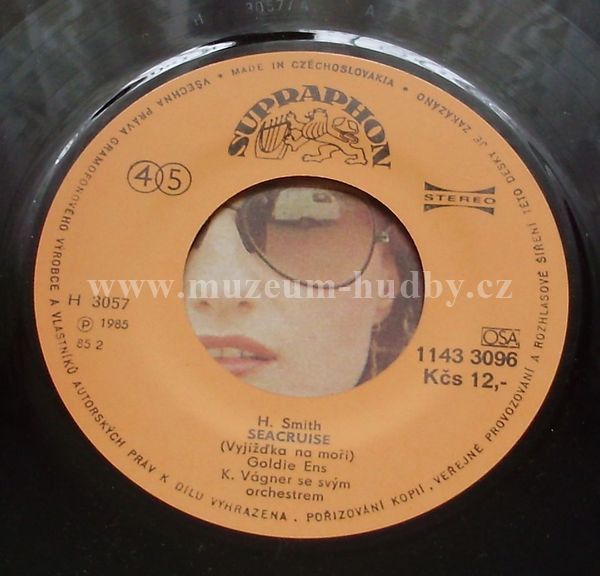 H 3057/A A
VŠECHNA PRÁVA GRAMOFONOVÉHO VÝROBCE A VLASTNÍKŮ AUTORSKÝCH PRÁV K DÍLU VYHRAZENA. POŘIZOVÁNÍ KOPIÍ, VEŘEJNÉ PROVOZOVÁNÍ A ROZHLASOVÉ ŠÍŘENÍ TÉTO DESKY JE ZAKÁZÁNO
• MADE IN CZECHOSLOVAKIA •
SUPRAPHON
45
STEREO
www.muzeum-hudby.cz
H 3057
Ⓟ 1985
85 2
OSA
1143 3096
Kčs 12,-
H. Smith
SEACRUISE
(Vyjížďka na moři)
Goldie Ens
K. Vágner se svým
orchestrem